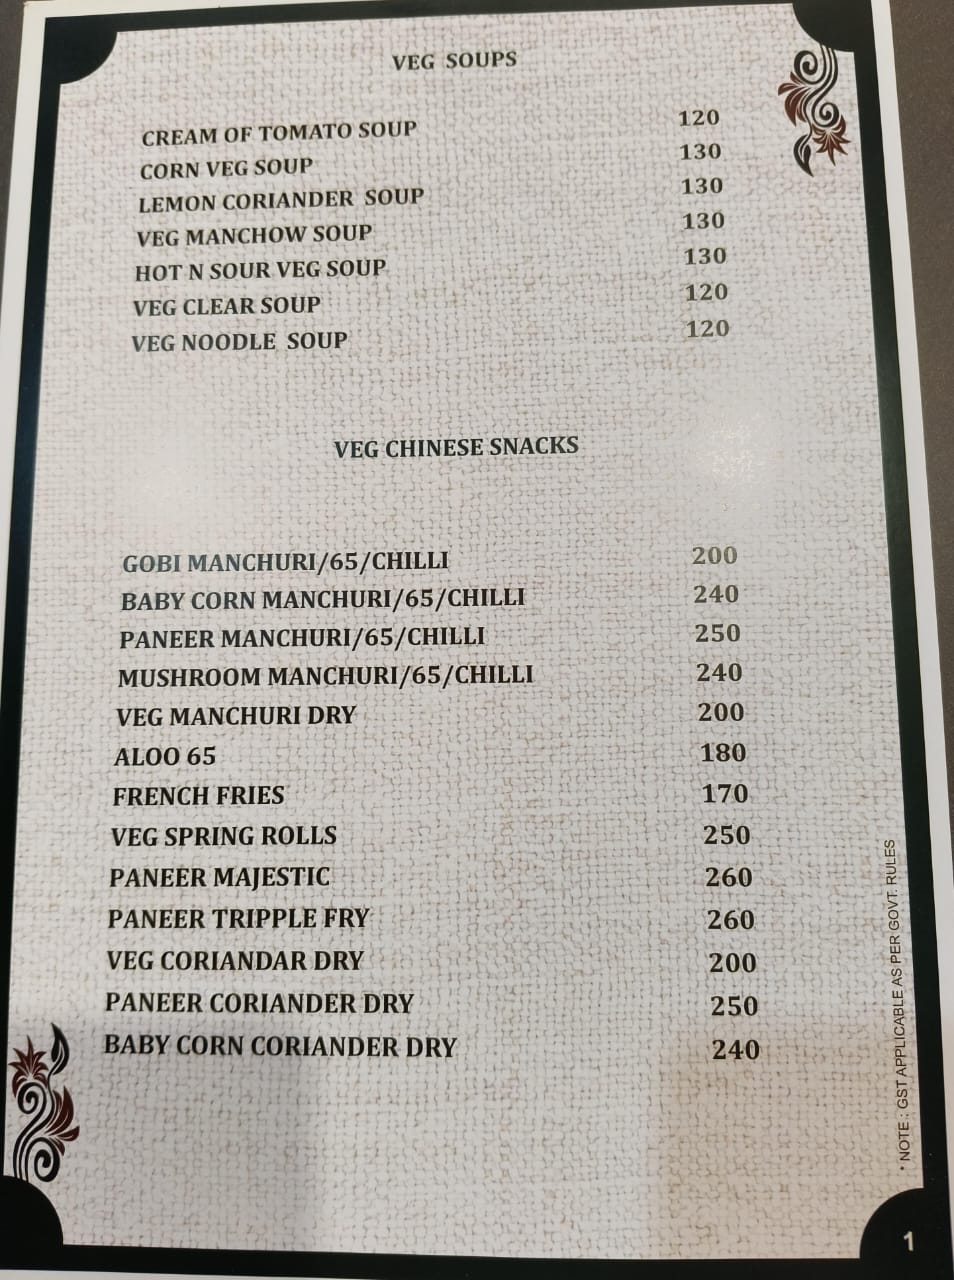 VEG SOUPS
CREAM OF TOMATO SOUP 120
CORN VEG SOUP 130
LEMON CORIANDER SOUP 130
VEG MANCHOW SOUP 130
HOT N SOUR VEG SOUP 130
VEG CLEAR SOUP 120
VEG NOODLE SOUP 120
VEG CHINESE SNACKS
GOBI MANCHURI/65/CHILLI 200
BABY CORN MANCHURI/65/CHILLI 240
PANEER MANCHURI/65/CHILLI 250
MUSHROOM MANCHURI/65/CHILLI 240
VEG MANCHURI DRY 200
ALOO 65 180
FRENCH FRIES 170
VEG SPRING ROLLS 250
PANEER MAJESTIC 260
PANEER TRIPPLE FRY 260
VEG CORIANDAR DRY 200
PANEER CORIANDER DRY 250
BABY CORN CORIANDER DRY 240
* NOTE : GST APPLICABLE AS PER GOVT. RULES
1